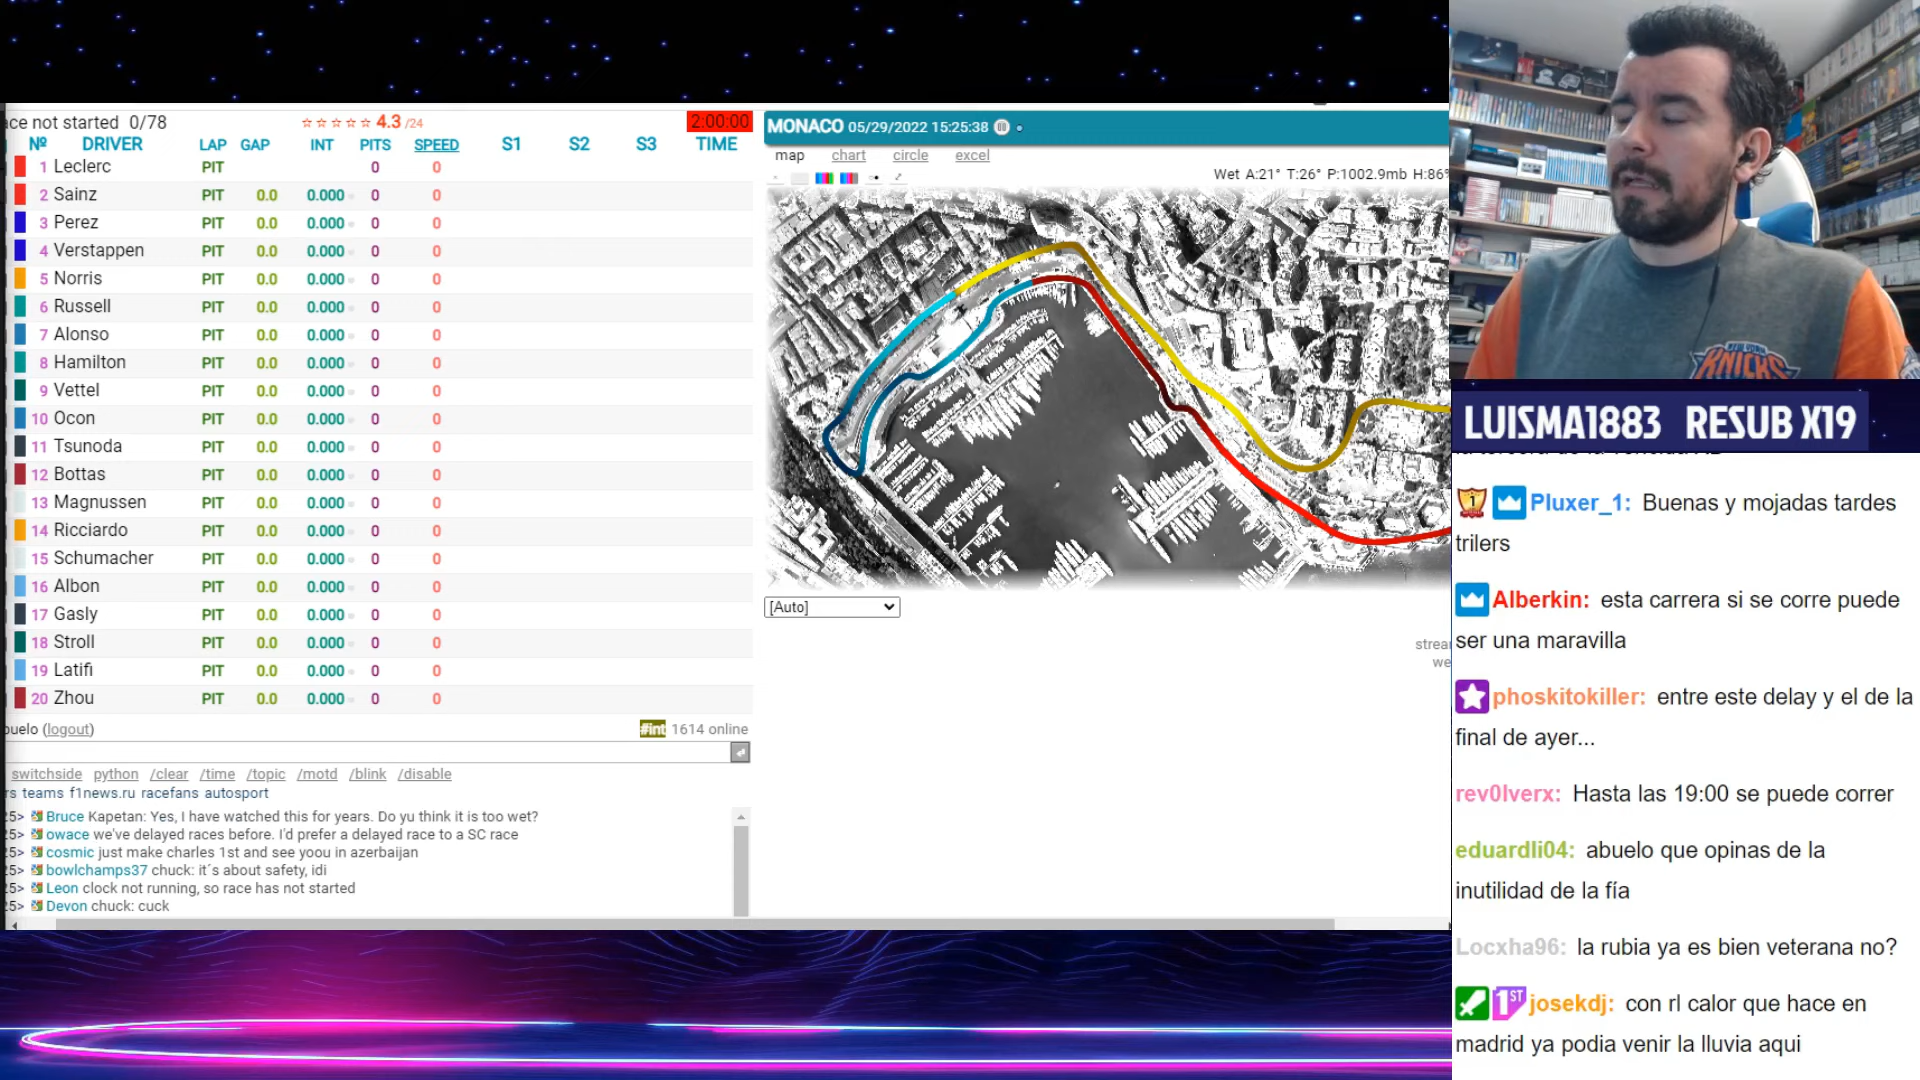 ace not started 0/78
☆☆☆☆☆ 4.3 /24
2:00:00
Nº DRIVER LAP GAP INT PITS SPEED S1 S2 S3 TIME
1 Leclerc PIT 0 0
2 Sainz PIT 0.0 0.000 0 0
3 Perez PIT 0.0 0.000 0 0
4 Verstappen PIT 0.0 0.000 0 0
5 Norris PIT 0.0 0.000 0 0
6 Russell PIT 0.0 0.000 0 0
7 Alonso PIT 0.0 0.000 0 0
8 Hamilton PIT 0.0 0.000 0 0
9 Vettel PIT 0.0 0.000 0 0
10 Ocon PIT 0.0 0.000 0 0
11 Tsunoda PIT 0.0 0.000 0 0
12 Bottas PIT 0.0 0.000 0 0
13 Magnussen PIT 0.0 0.000 0 0
14 Ricciardo PIT 0.0 0.000 0 0
15 Schumacher PIT 0.0 0.000 0 0
16 Albon PIT 0.0 0.000 0 0
17 Gasly PIT 0.0 0.000 0 0
18 Stroll PIT 0.0 0.000 0 0
19 Latifi PIT 0.0 0.000 0 0
20 Zhou PIT 0.0 0.000 0 0
buelo (logout)
#int 1614 online
switchside python /clear /time /topic /motd /blink /disable
rs teams f1news.ru racefans autosport
25> Bruce Kapetan: Yes, I have watched this for years. Do yu think it is too wet?
25> owace we've delayed races before. I'd prefer a delayed race to a SC race
25> cosmic just make charles 1st and see yoou in azerbaijan
25> bowlchamps37 chuck: it´s about safety, idi
25> Leon clock not running, so race has not started
25> Devon chuck: cuck
MONACO 05/29/2022 15:25:38
map chart circle excel
Wet A:21° T:26° P:1002.9mb H:86%
[Auto]
strear
we
KNICKS
LUISMA1883 RESUB X19
1 Pluxer_1: Buenas y mojadas tardes
trilers
Alberkin: esta carrera si se corre puede
ser una maravilla
phoskitokiller: entre este delay y el de la
final de ayer...
rev0lverx: Hasta las 19:00 se puede correr
eduardli04: abuelo que opinas de la
inutilidad de la fía
Locxha96: la rubia ya es bien veterana no?
1ST josekdj: con rl calor que hace en
madrid ya podia venir la lluvia aqui